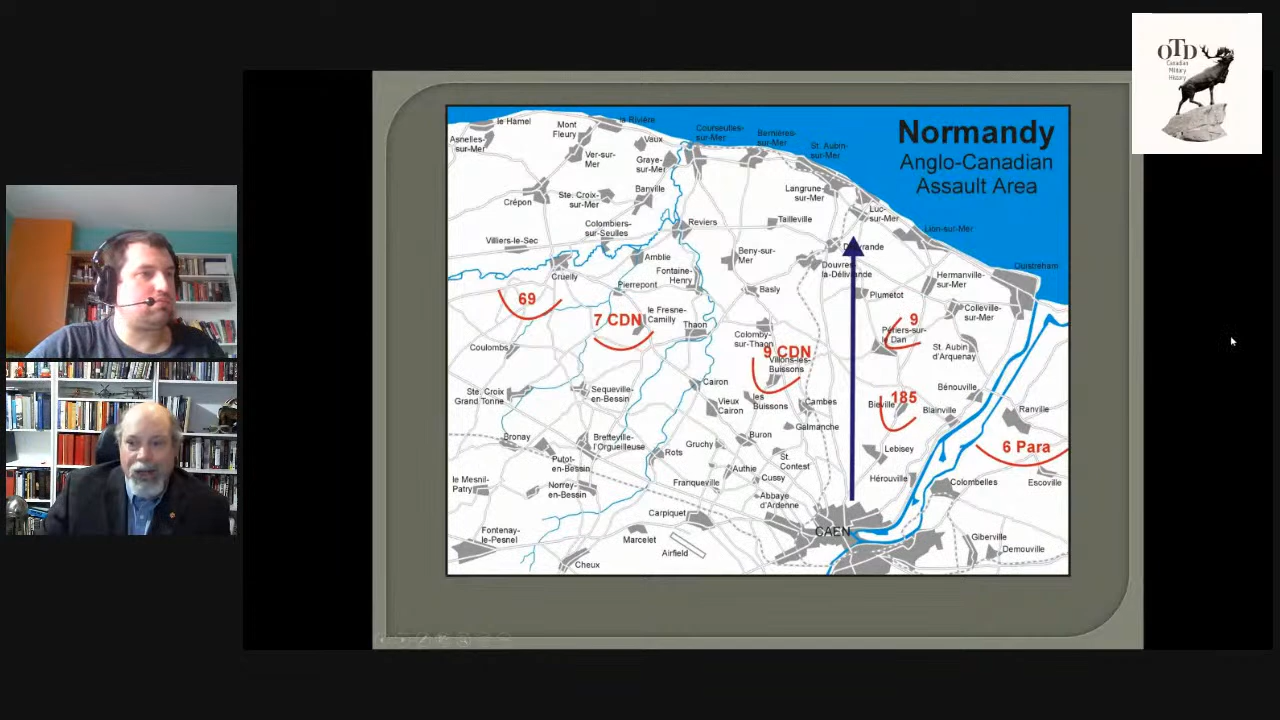 OTD
Canadian
Military
History
Normandy
Anglo-Canadian
Assault Area
le Hamel
Asnelles-
sur-Mer
Mont
Fleury
la Rivière
Vaux
Ver-sur-
Mer
Graye-
sur-Mer
Courseulles-
sur-Mer
Bernières-
sur-Mer
St. Aubin-
sur-Mer
Crépon
Ste. Croix-
sur-Mer
Banville
Langrune-
sur-Mer
Luc-
sur-Mer
Lion-sur-Mer
Colombiers-
sur-Seulles
Reviers
Tailleville
Villiers-le-Sec
Amblie
Beny-sur-
Mer
Douvres-
la-Délivrande
Ouistreham
Creully
Fontaine-
Henry
Pierrepont
Basly
Plumetot
Hermanville-
sur-Mer
Colleville-
sur-Mer
69
7 CDN
le Fresne-
Camilly
Thaon
Colomby-
sur-Thaon
9 CDN
Villons-les-
Buissons
9
Périers-sur-
le Dan
St. Aubin
d'Arquenay
Coulombs
Cairon
Bénouville
Ste. Croix
Grand Tonne
Sequeville-
en-Bessin
Vieux
Cairon
les
Buissons
Cambes
Bieville
185
Blainville
Ranville
Galmanche
Bronay
Bretteville-
l'Orgueilleuse
Gruchy
Buron
Lebisey
6 Para
Putot-
en-Bessin
Rots
St.
Contest
Authie
Cussy
le Mesnil-
Patry
Norrey-
en-Bessin
Franqueville
Hérouville
Colombelles
Escoville
Abbaye
d'Ardenne
Carpiquet
CAEN
Fontenay-
le-Pesnel
Marcelet
Airfield
Giberville
Demouville
Cheux